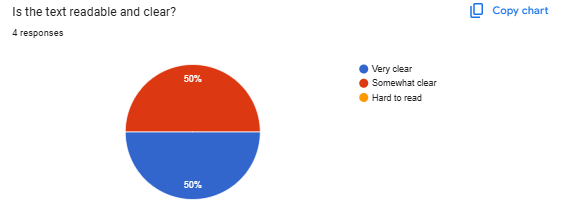 Is the text readable and clear?
Copy chart
4 responses
50%
50%
Very clear
Somewhat clear
Hard to read